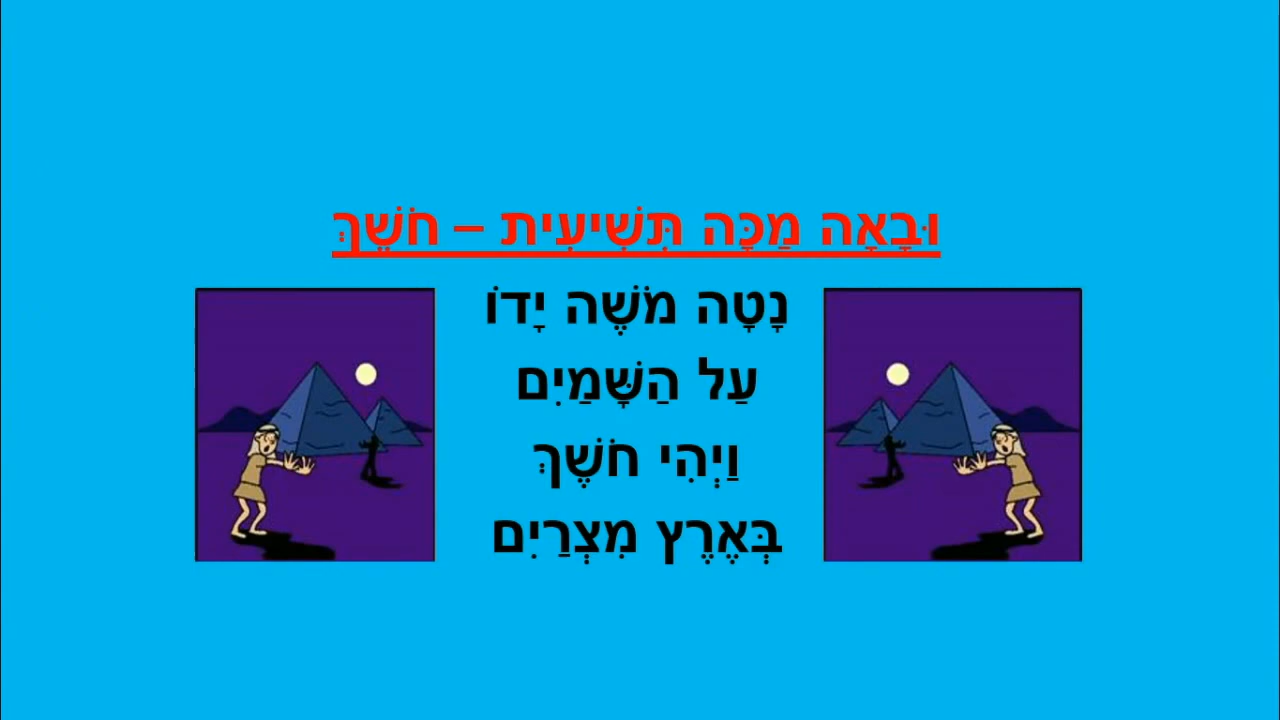 וּבָאָה מַכָּה תְּשִׁיעִית – חֹשֶׁךְ
נָטָה מֹשֶׁה יָדוֹ
עַל הַשָּׁמַיִם
וַיְהִי חֹשֶׁךְ
בְּאֶרֶץ מִצְרַיִם